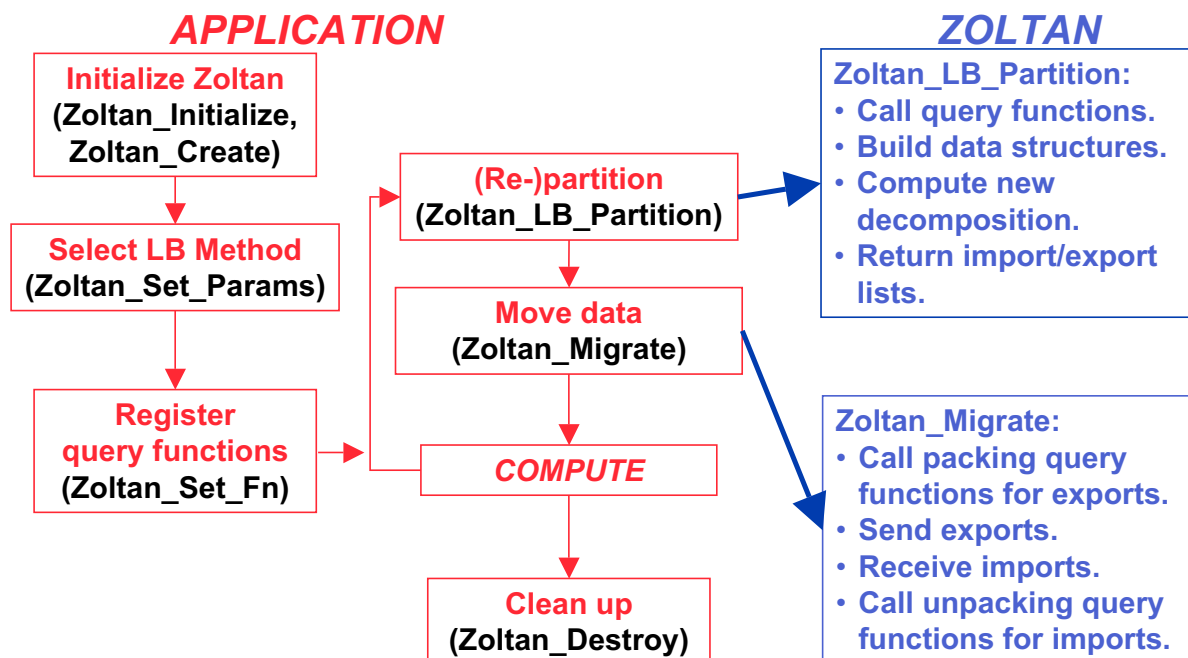 APPLICATION
Initialize Zoltan
(Zoltan_Initialize,
Zoltan_Create)
Select LB Method
(Zoltan_Set_Params)
Register
query functions
(Zoltan_Set_Fn)
(Re-)partition
(Zoltan_LB_Partition)
Move data
(Zoltan_Migrate)
COMPUTE
Clean up
(Zoltan_Destroy)
ZOLTAN
Zoltan_LB_Partition:
• Call query functions.
• Build data structures.
• Compute new
decomposition.
• Return import/export
lists.
Zoltan_Migrate:
• Call packing query
functions for exports.
• Send exports.
• Receive imports.
• Call unpacking query
functions for imports.